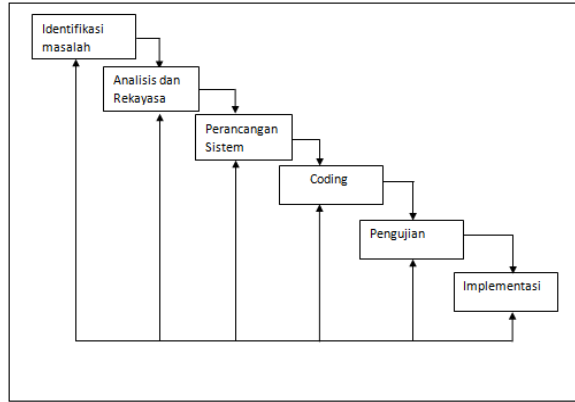 Identifikasi
masalah
Analisis dan
Rekayasa
Perancangan
Sistem
Coding
Pengujian
Implementasi